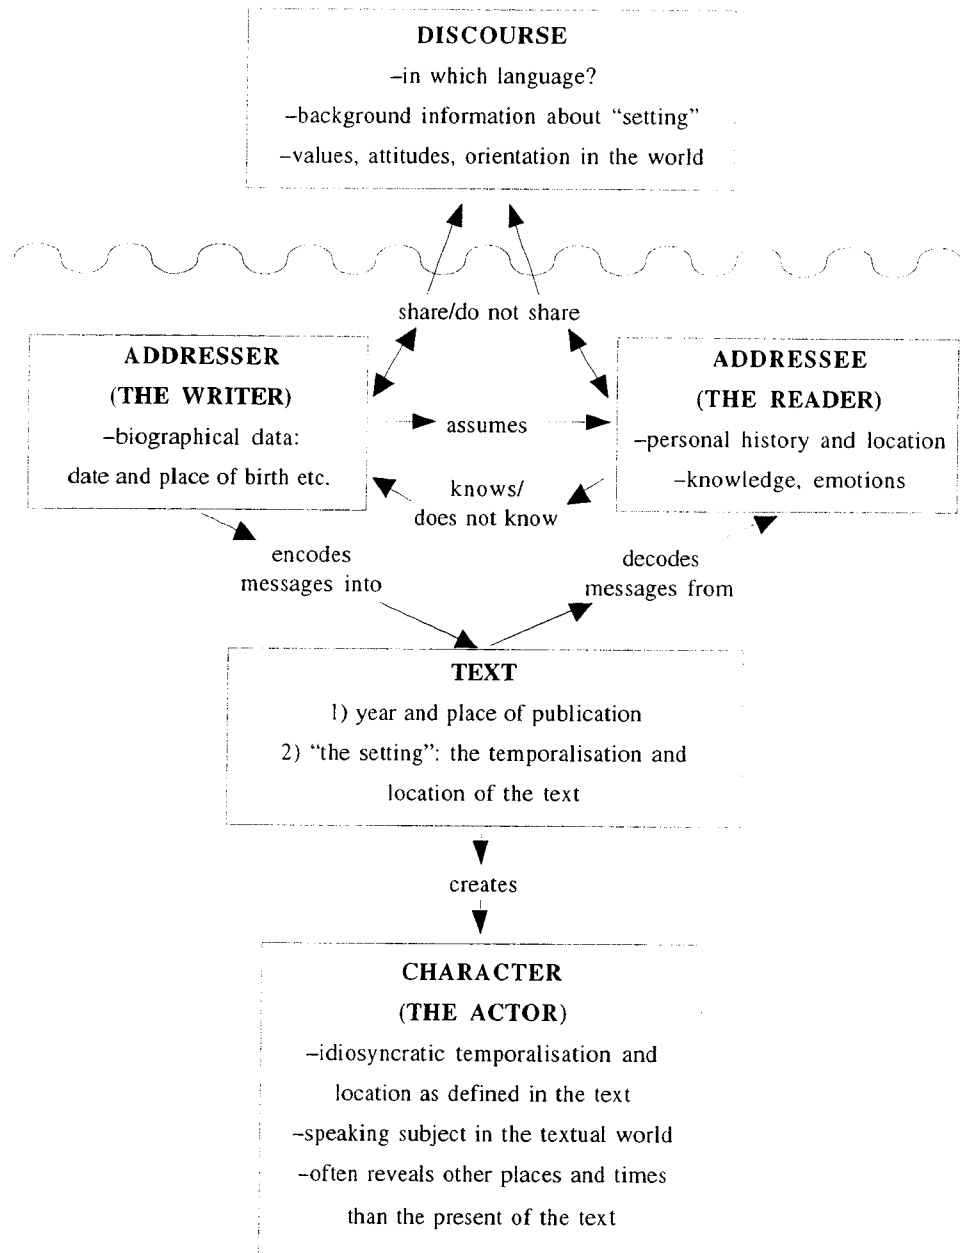 DISCOURSE
–in which language?
–background information about “setting”
–values, attitudes, orientation in the world
share/do not share
ADDRESSER
(THE WRITER)
–biographical data:
date and place of birth etc.
assumes
knows/
does not know
ADDRESSEE
(THE READER)
–personal history and location
–knowledge, emotions
encodes
messages into
decodes
messages from
TEXT
1) year and place of publication
2) “the setting”: the temporalisation and
location of the text
creates
CHARACTER
(THE ACTOR)
–idiosyncratic temporalisation and
location as defined in the text
–speaking subject in the textual world
–often reveals other places and times
than the present of the text